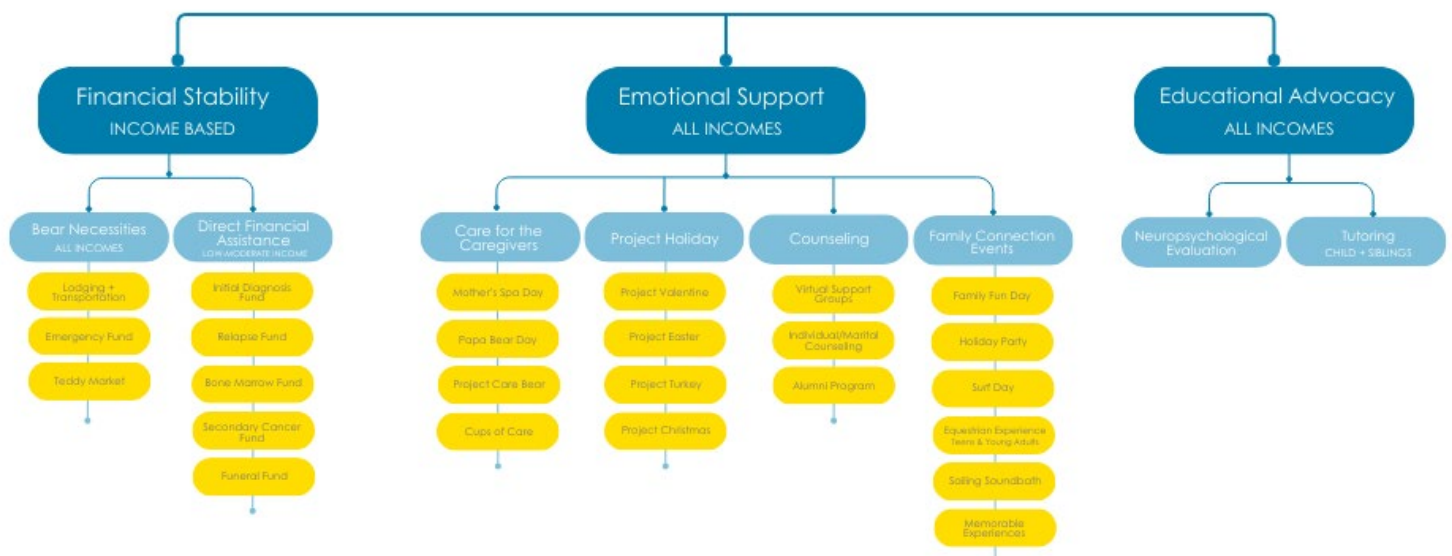 Financial Stability
INCOME BASED
Emotional Support
ALL INCOMES
Educational Advocacy
ALL INCOMES
Bear Necessities
ALL INCOMES
Lodging +
Transportation
Emergency Fund
Teddy Market
Direct Financial
Assistance
LOW-MODERATE INCOME
Initial Diagnosis
Fund
Relapse Fund
Bone Marrow Fund
Secondary Cancer
Fund
Funeral Fund
Care for the
Caregivers
Mother's Spa Day
Papa Bear Day
Project Care Bear
Cups of Care
Project Holiday
Project Valentine
Project Easter
Project Turkey
Project Christmas
Counseling
Virtual Support
Groups
Individual/Marital
Counseling
Alumni Program
Family Connection
Events
Family Fun Day
Holiday Party
Surf Day
Equestrian Experience
Teens & Young Adults
Sailing Soundbath
Memorable
Experiences
Neuropsychological
Evaluation
Tutoring
CHILD + SIBLINGS